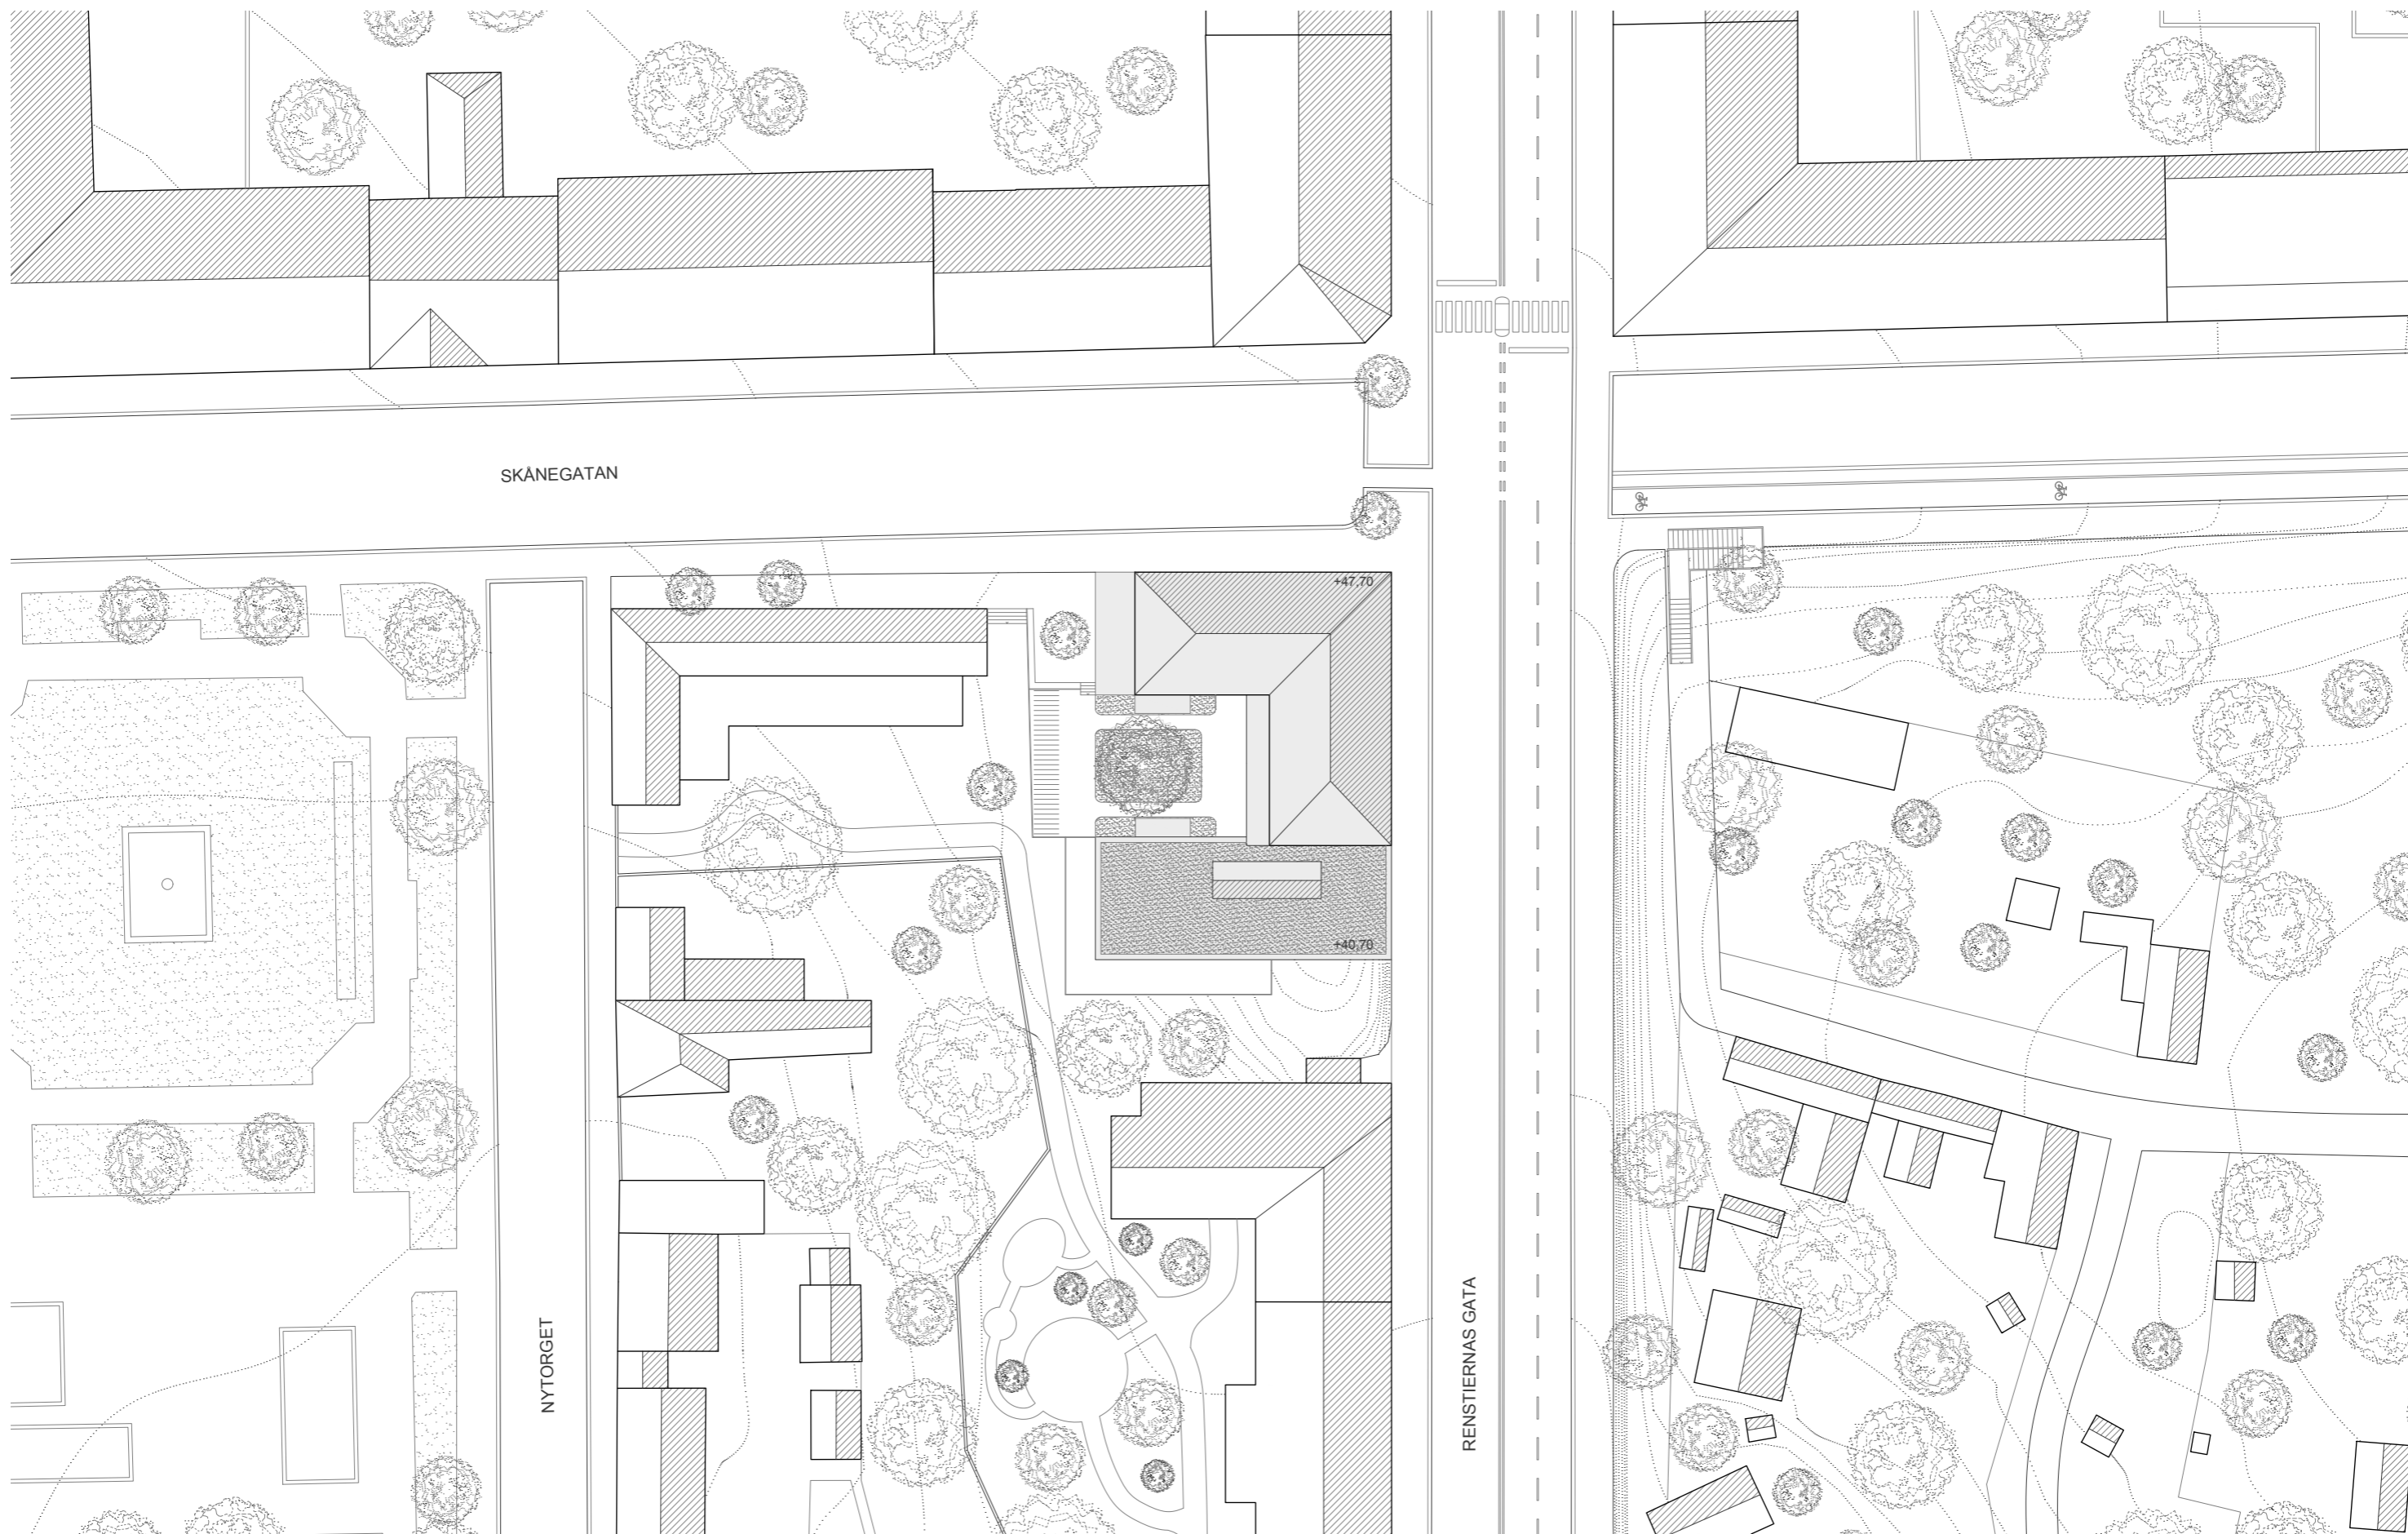 SKÅNEGATAN
+47,70
+40,70
NYTORGET
RENSTIERNAS GATA